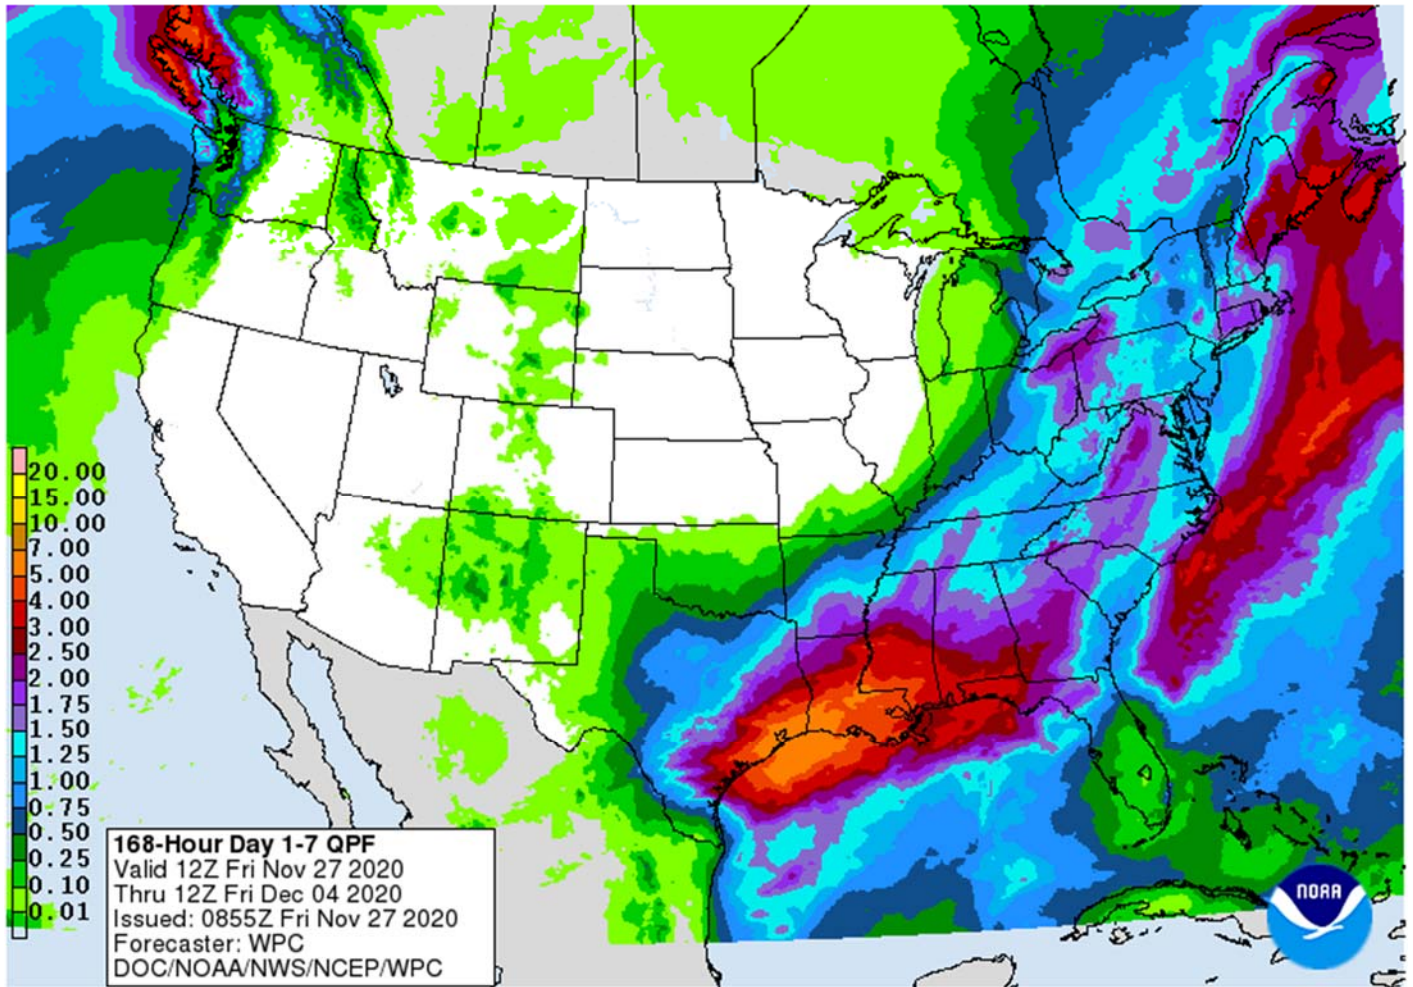 20.00
15.00
10.00
7.00
5.00
4.00
3.00
2.50
2.00
1.75
1.50
1.25
1.00
0.75
0.50
0.25
0.10
0.01
168-Hour Day 1-7 QPF
Valid 12Z Fri Nov 27 2020
Thru 12Z Fri Dec 04 2020
Issued: 0855Z Fri Nov 27 2020
Forecaster: WPC
DOC/NOAA/NWS/NCEP/WPC
NOAA